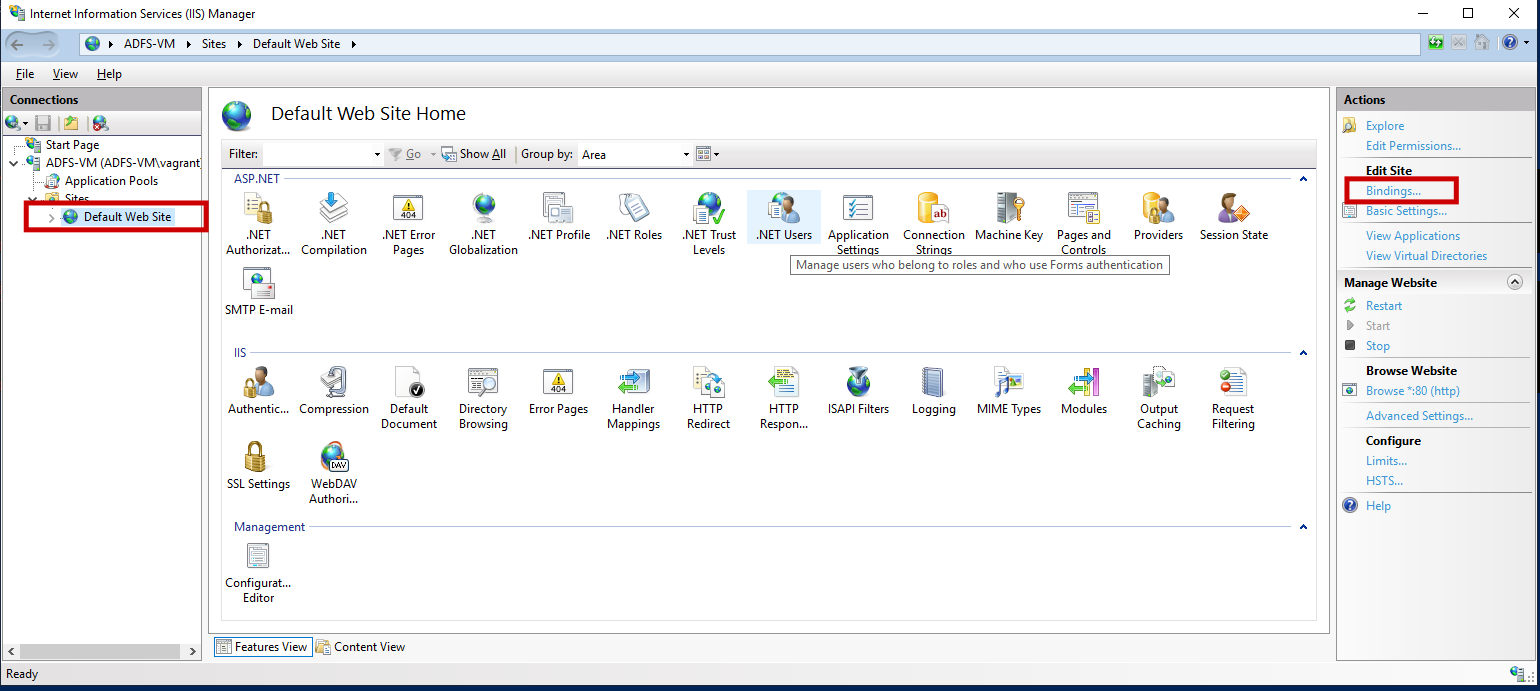 Internet Information Services (IIS) Manager
ADFS-VM
Sites
Default Web Site
File
View
Help
Connections
Start Page
ADFS-VM (ADFS-VM\vagrant
Application Pools
Sites
Default Web Site
Default Web Site Home
Filter:
Go
Show All
Group by:
Area
ASP.NET
.NET Authorizat...
.NET Compilation
.NET Error Pages
.NET Globalization
.NET Profile
.NET Roles
.NET Trust Levels
.NET Users
Application Settings
Connection Strings
Machine Key
Pages and Controls
Providers
Session State
Manage users who belong to roles and who use Forms authentication
SMTP E-mail
IIS
Authentic...
Compression
Default Document
Directory Browsing
Error Pages
Handler Mappings
HTTP Redirect
HTTP Respon...
ISAPI Filters
Logging
MIME Types
Modules
Output Caching
Request Filtering
SSL Settings
WebDAV Authori...
Management
Configurat... Editor
Features View
Content View
Actions
Explore
Edit Permissions...
Edit Site
Bindings...
Basic Settings...
View Applications
View Virtual Directories
Manage Website
Restart
Start
Stop
Browse Website
Browse *:80 (http)
Advanced Settings...
Configure
Limits...
HSTS...
Help
Ready